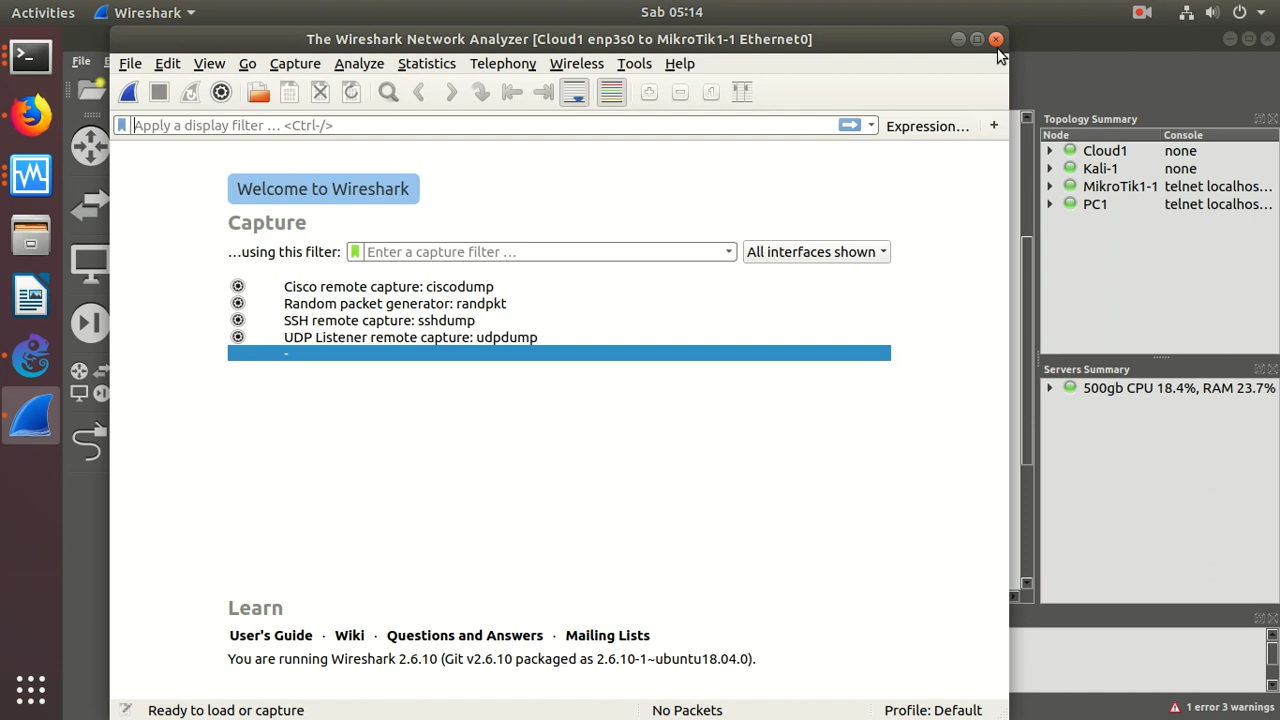 Activities
Wireshark
Sab 05:14
The Wireshark Network Analyzer [Cloud1 enp3s0 to MikroTik1-1 Ethernet0]
File
File Edit View Go Capture Analyze Statistics Telephony Wireless Tools Help
Apply a display filter … <Ctrl-/>
Expression… +
Welcome to Wireshark
Capture
…using this filter: Enter a capture filter … All interfaces shown
Cisco remote capture: ciscodump
Random packet generator: randpkt
SSH remote capture: sshdump
UDP Listener remote capture: udpdump
-
Learn
User's Guide · Wiki · Questions and Answers · Mailing Lists
You are running Wireshark 2.6.10 (Git v2.6.10 packaged as 2.6.10-1~ubuntu18.04.0).
Ready to load or capture
No Packets
Profile: Default
Topology Summary
Node Console
Cloud1 none
Kali-1 none
MikroTik1-1 telnet localhos…
PC1 telnet localhos…
Servers Summary
500gb CPU 18.4%, RAM 23.7%
1 error 3 warnings